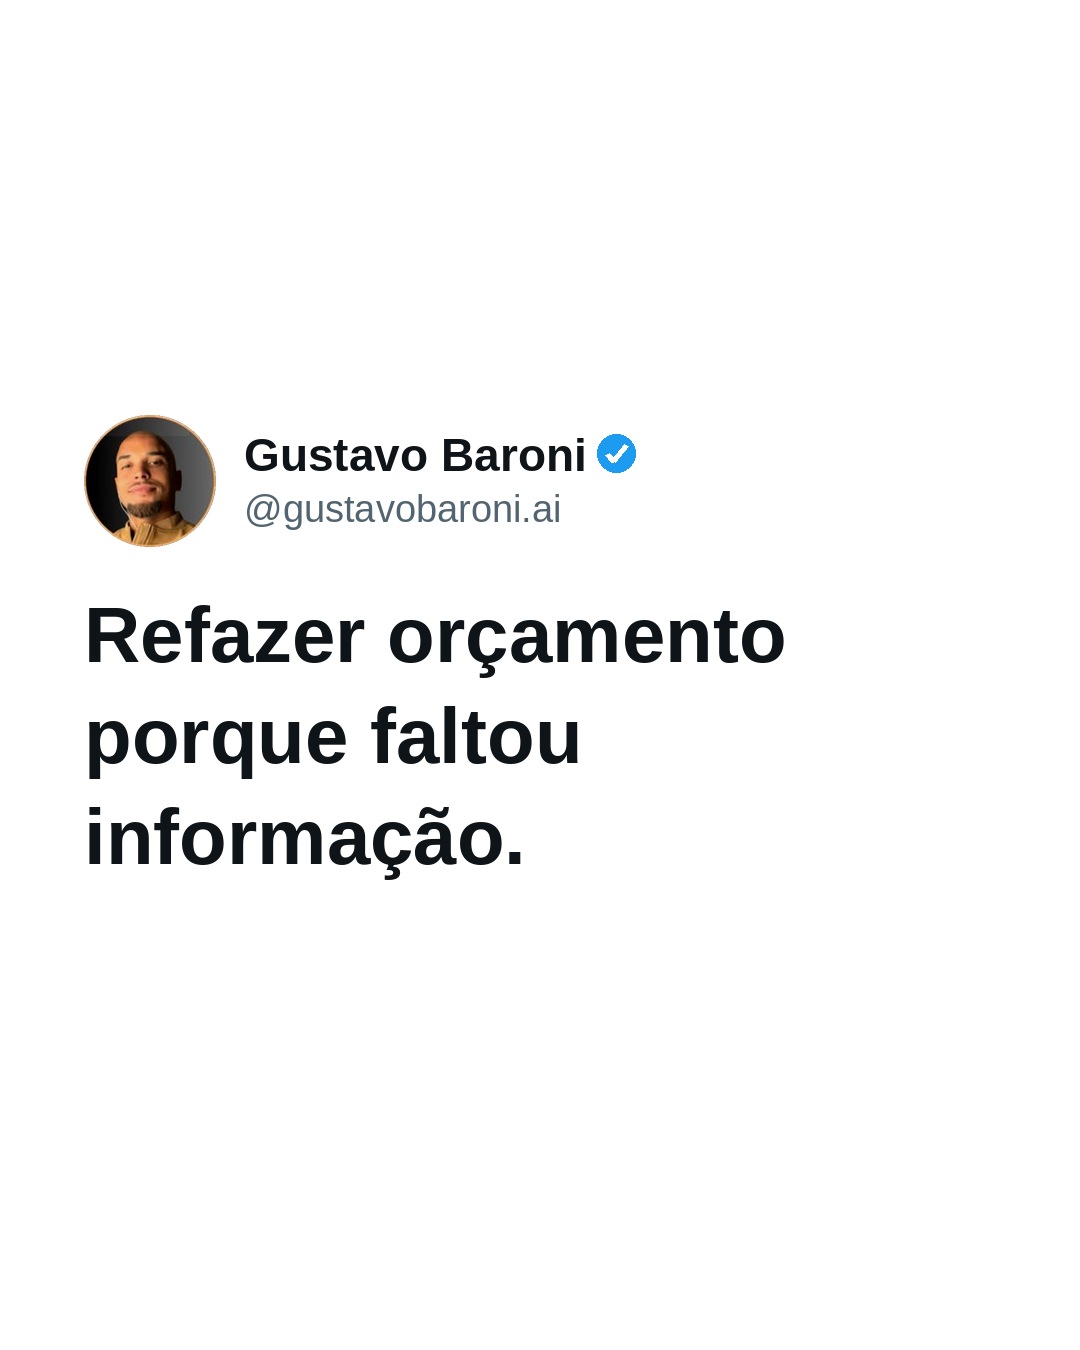 Gustavo Baroni
@gustavobaroni.ai
Refazer orçamento
porque faltou
informação.